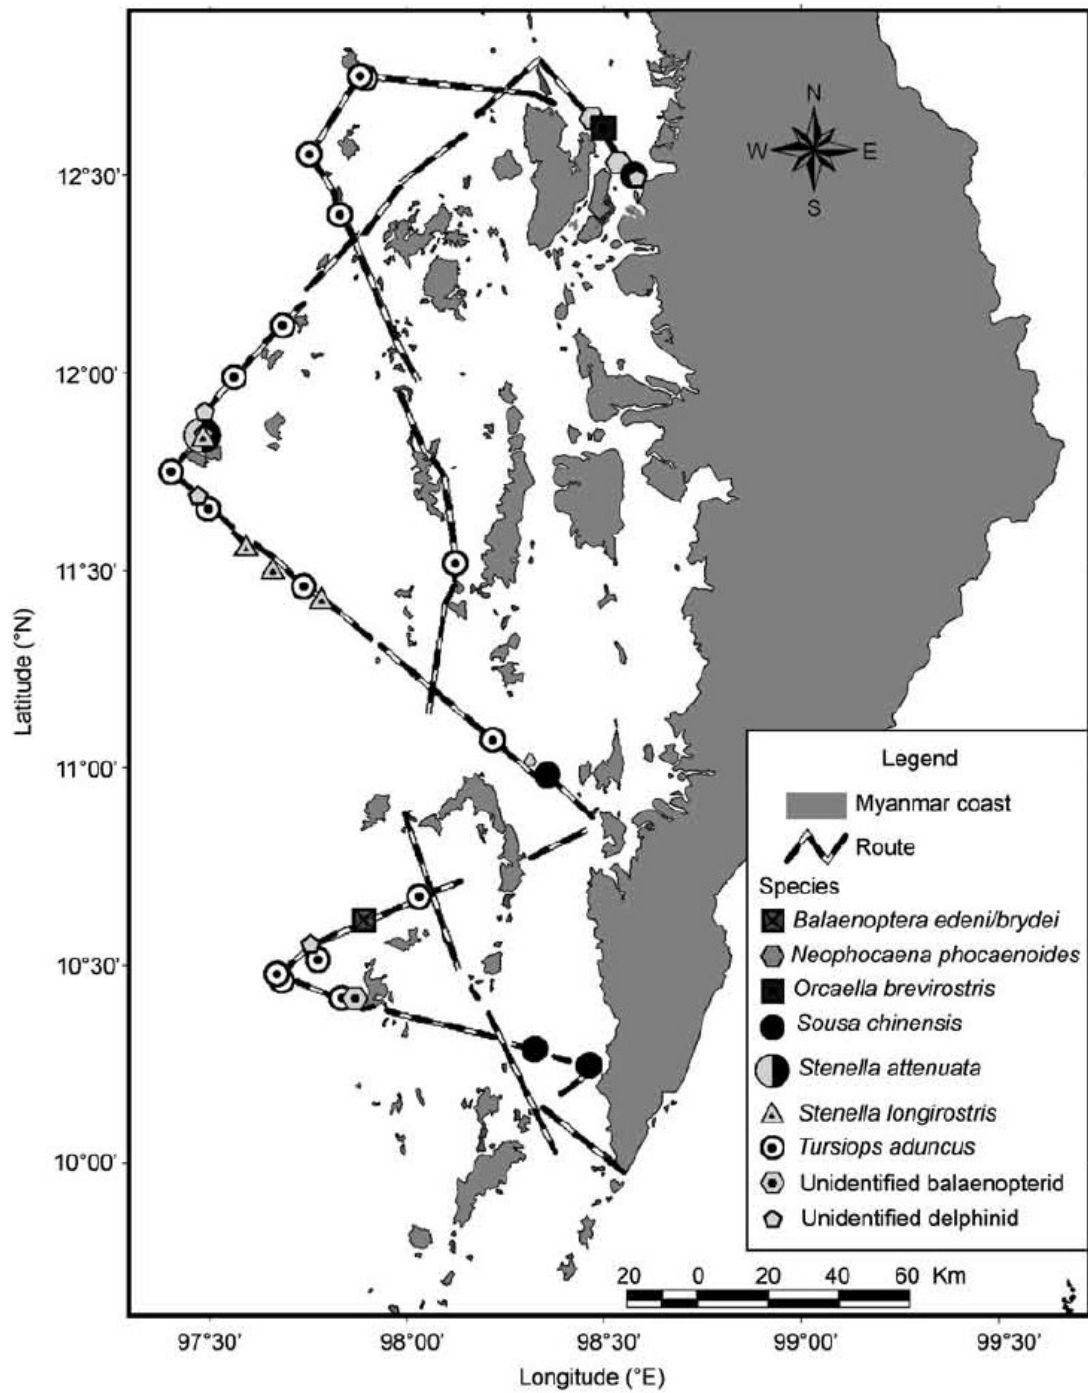 N
W E
S
12°30'
12°00'
11°30'
11°00'
10°30'
10°00'
Latitude (°N)
Legend
Myanmar coast
Route
Species
Balaenoptera edeni/brydei
Neophocaena phocaenoides
Orcaella brevirostris
Sousa chinensis
Stenella attenuata
Stenella longirostris
Tursiops aduncus
Unidentified balaenopterid
Unidentified delphinid
20 0 20 40 60 Km
97°30' 98°00' 98°30' 99°00' 99°30'
Longitude (°E)